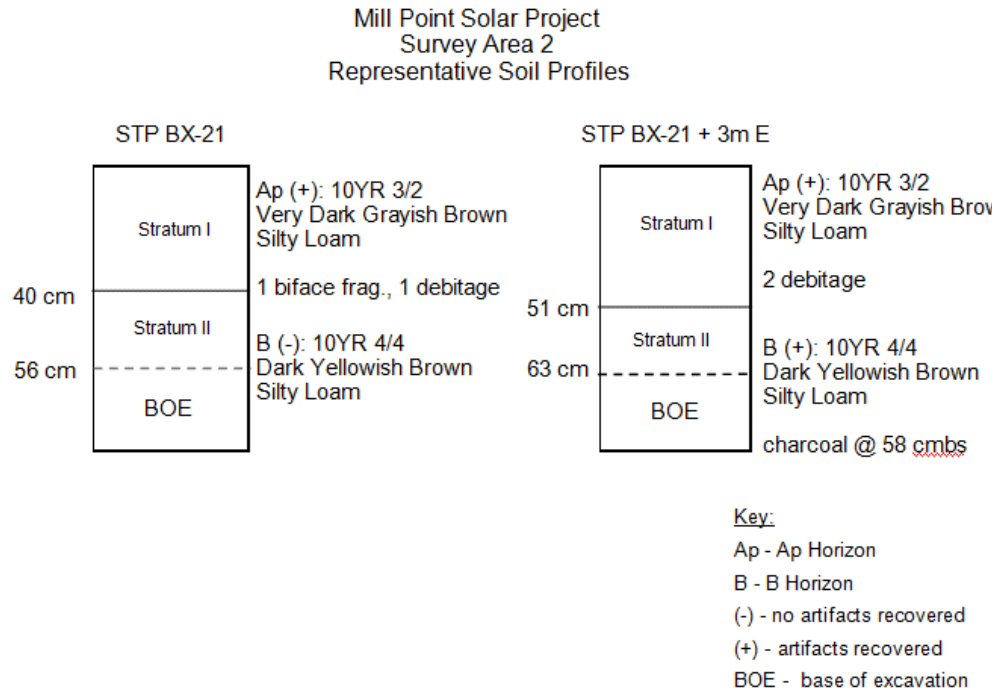 Mill Point Solar Project
Survey Area 2
Representative Soil Profiles
STP BX-21
Stratum I
Ap (+): 10YR 3/2
Very Dark Grayish Brown
Silty Loam
1 biface frag., 1 debitage
40 cm
Stratum II
B (-): 10YR 4/4
Dark Yellowish Brown
Silty Loam
56 cm
BOE
STP BX-21 + 3m E
Stratum I
Ap (+): 10YR 3/2
Very Dark Grayish Brow
Silty Loam
2 debitage
51 cm
Stratum II
B (+): 10YR 4/4
Dark Yellowish Brown
Silty Loam
63 cm
BOE
charcoal @ 58 cmbs
Key:
Ap - Ap Horizon
B - B Horizon
(-) - no artifacts recovered
(+) - artifacts recovered
BOE - base of excavation